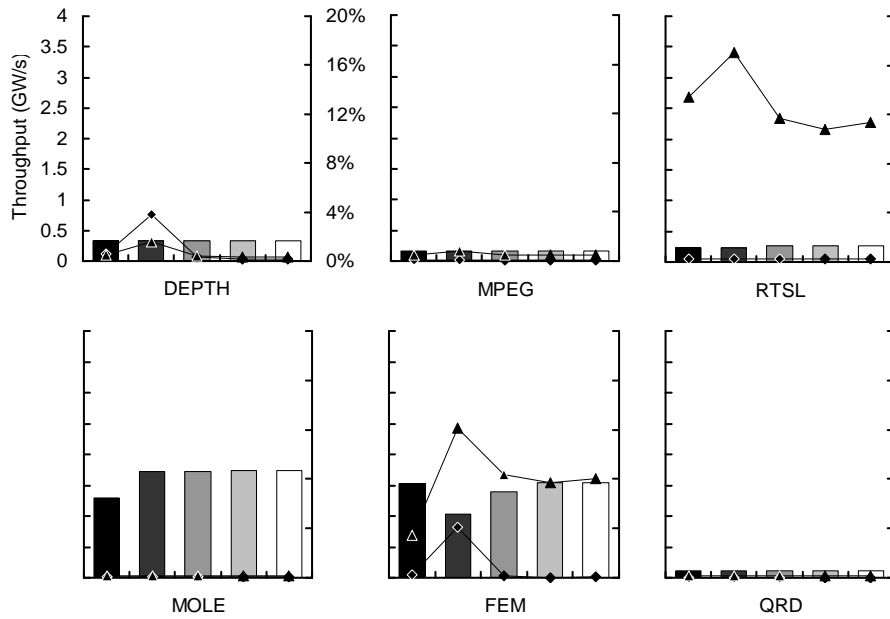 Throughput (GW/s)
4
3.5
3
2.5
2
1.5
1
0.5
0
20%
16%
12%
8%
4%
0%
DEPTH
MPEG
RTSL
MOLE
FEM
QRD